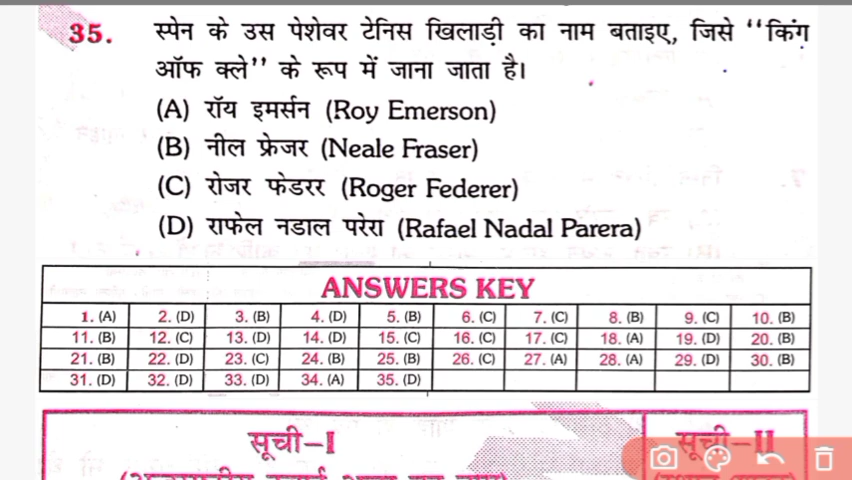 35. स्पेन के उस पेशेवर टेनिस खिलाड़ी का नाम बताइए, जिसे "किंग
ऑफ क्ले" के रूप में जाना जाता है।
(A) रॉय इमर्सन (Roy Emerson)
(B) नील फ्रेजर (Neale Fraser)
(C) रोजर फेडरर (Roger Federer)
(D) राफेल नडाल परेरा (Rafael Nadal Parera)
ANSWERS KEY
1. (A) 2. (D) 3. (B) 4. (D) 5. (B) 6. (C) 7. (C) 8. (B) 9. (C) 10. (B)
11. (B) 12. (C) 13. (D) 14. (D) 15. (C) 16. (C) 17. (C) 18. (A) 19. (D) 20. (B)
21. (B) 22. (D) 23. (C) 24. (B) 25. (B) 26. (C) 27. (A) 28. (A) 29. (D) 30. (B)
31. (D) 32. (D) 33. (D) 34. (A) 35. (D)
सूची-I सूची-II